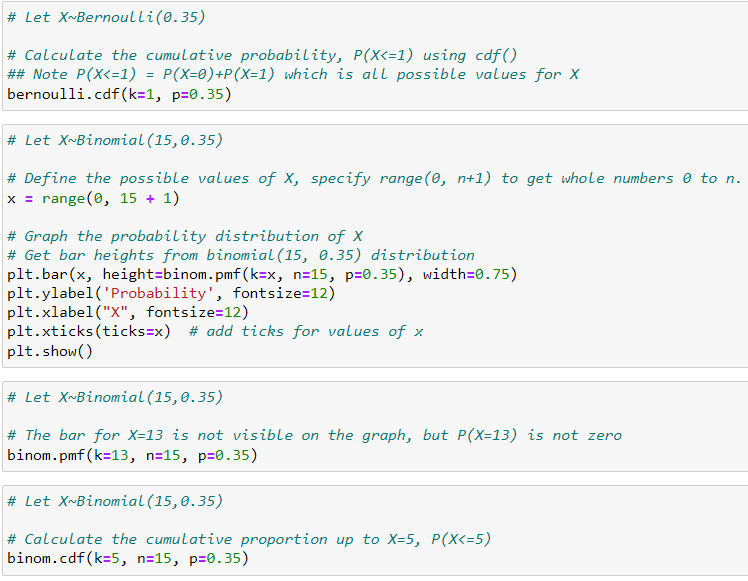 # Let X~Bernoulli(0.35)
# Calculate the cumulative probability, P(X<=1) using cdf()
## Note P(X<=1) = P(X=0)+P(X=1) which is all possible values for X
bernoulli.cdf(k=1, p=0.35)
# Let X~Binomial(15,0.35)
# Define the possible values of X, specify range(0, n+1) to get whole numbers 0 to n.
x = range(0, 15 + 1)
# Graph the probability distribution of X
# Get bar heights from binomial(15, 0.35) distribution
plt.bar(x, height=binom.pmf(k=x, n=15, p=0.35), width=0.75)
plt.ylabel('Probability', fontsize=12)
plt.xlabel("X", fontsize=12)
plt.xticks(ticks=x)  # add ticks for values of x
plt.show()
# Let X~Binomial(15,0.35)
# The bar for X=13 is not visible on the graph, but P(X=13) is not zero
binom.pmf(k=13, n=15, p=0.35)
# Let X~Binomial(15,0.35)
# Calculate the cumulative proportion up to X=5, P(X<=5)
binom.cdf(k=5, n=15, p=0.35)